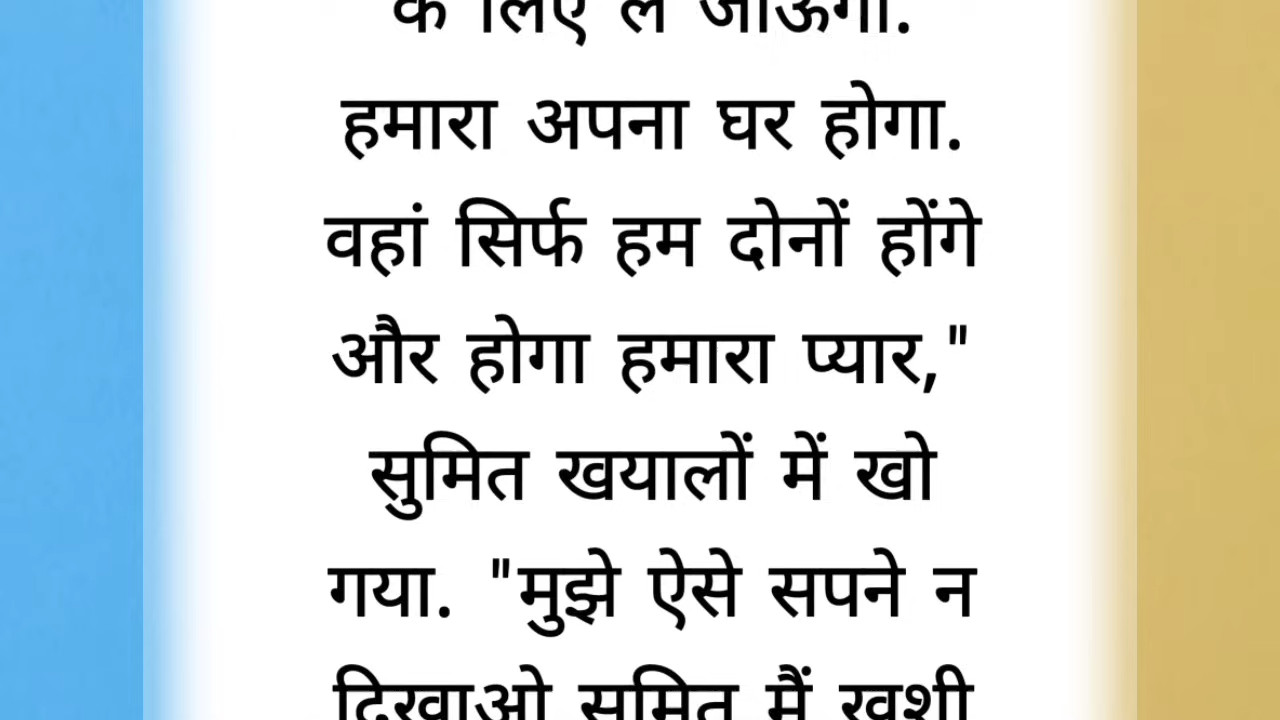 के लिए ले जाऊंगा.
हमारा अपना घर होगा.
वहां सिर्फ हम दोनों होंगे
और होगा हमारा प्यार,"
सुमित खयालों में खो
गया. "मुझे ऐसे सपने न
दिखाओ सुमित मैं खुशी